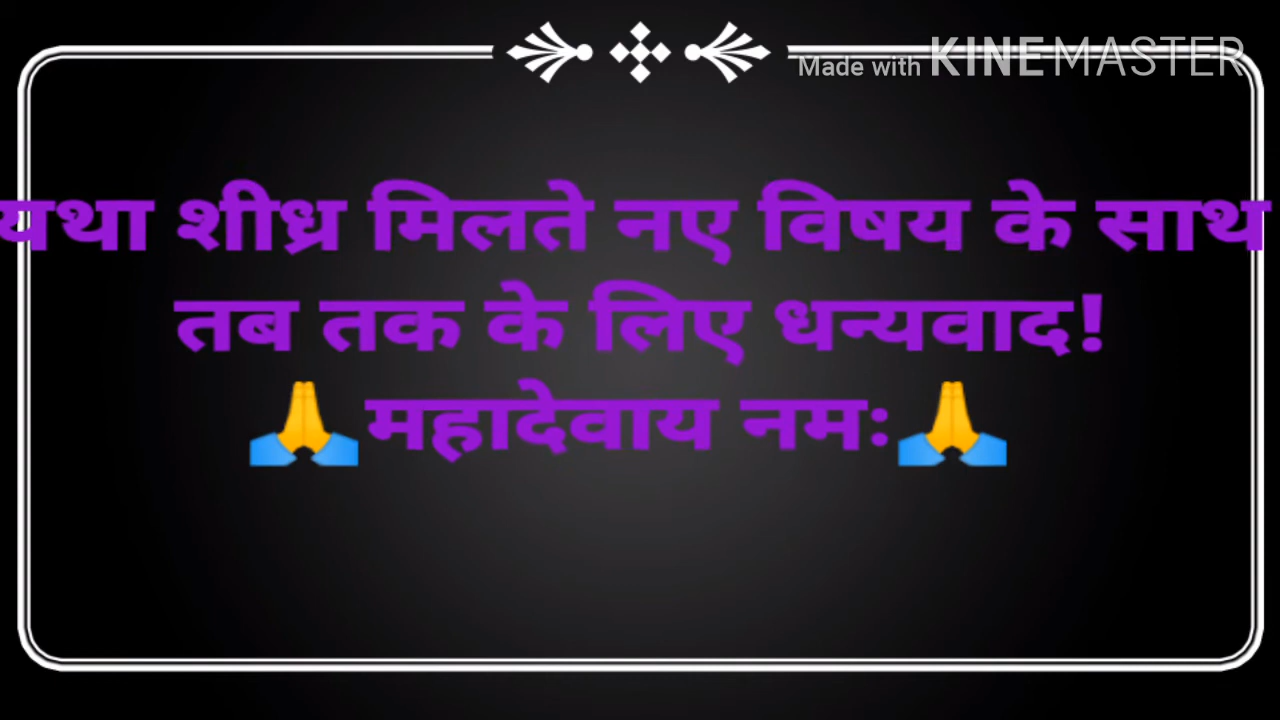 Made with KINEMASTER
यथा शीध्र मिलते नए विषय के साथ
तब तक के लिए धन्यवाद!
🙏महादेवाय नमः🙏